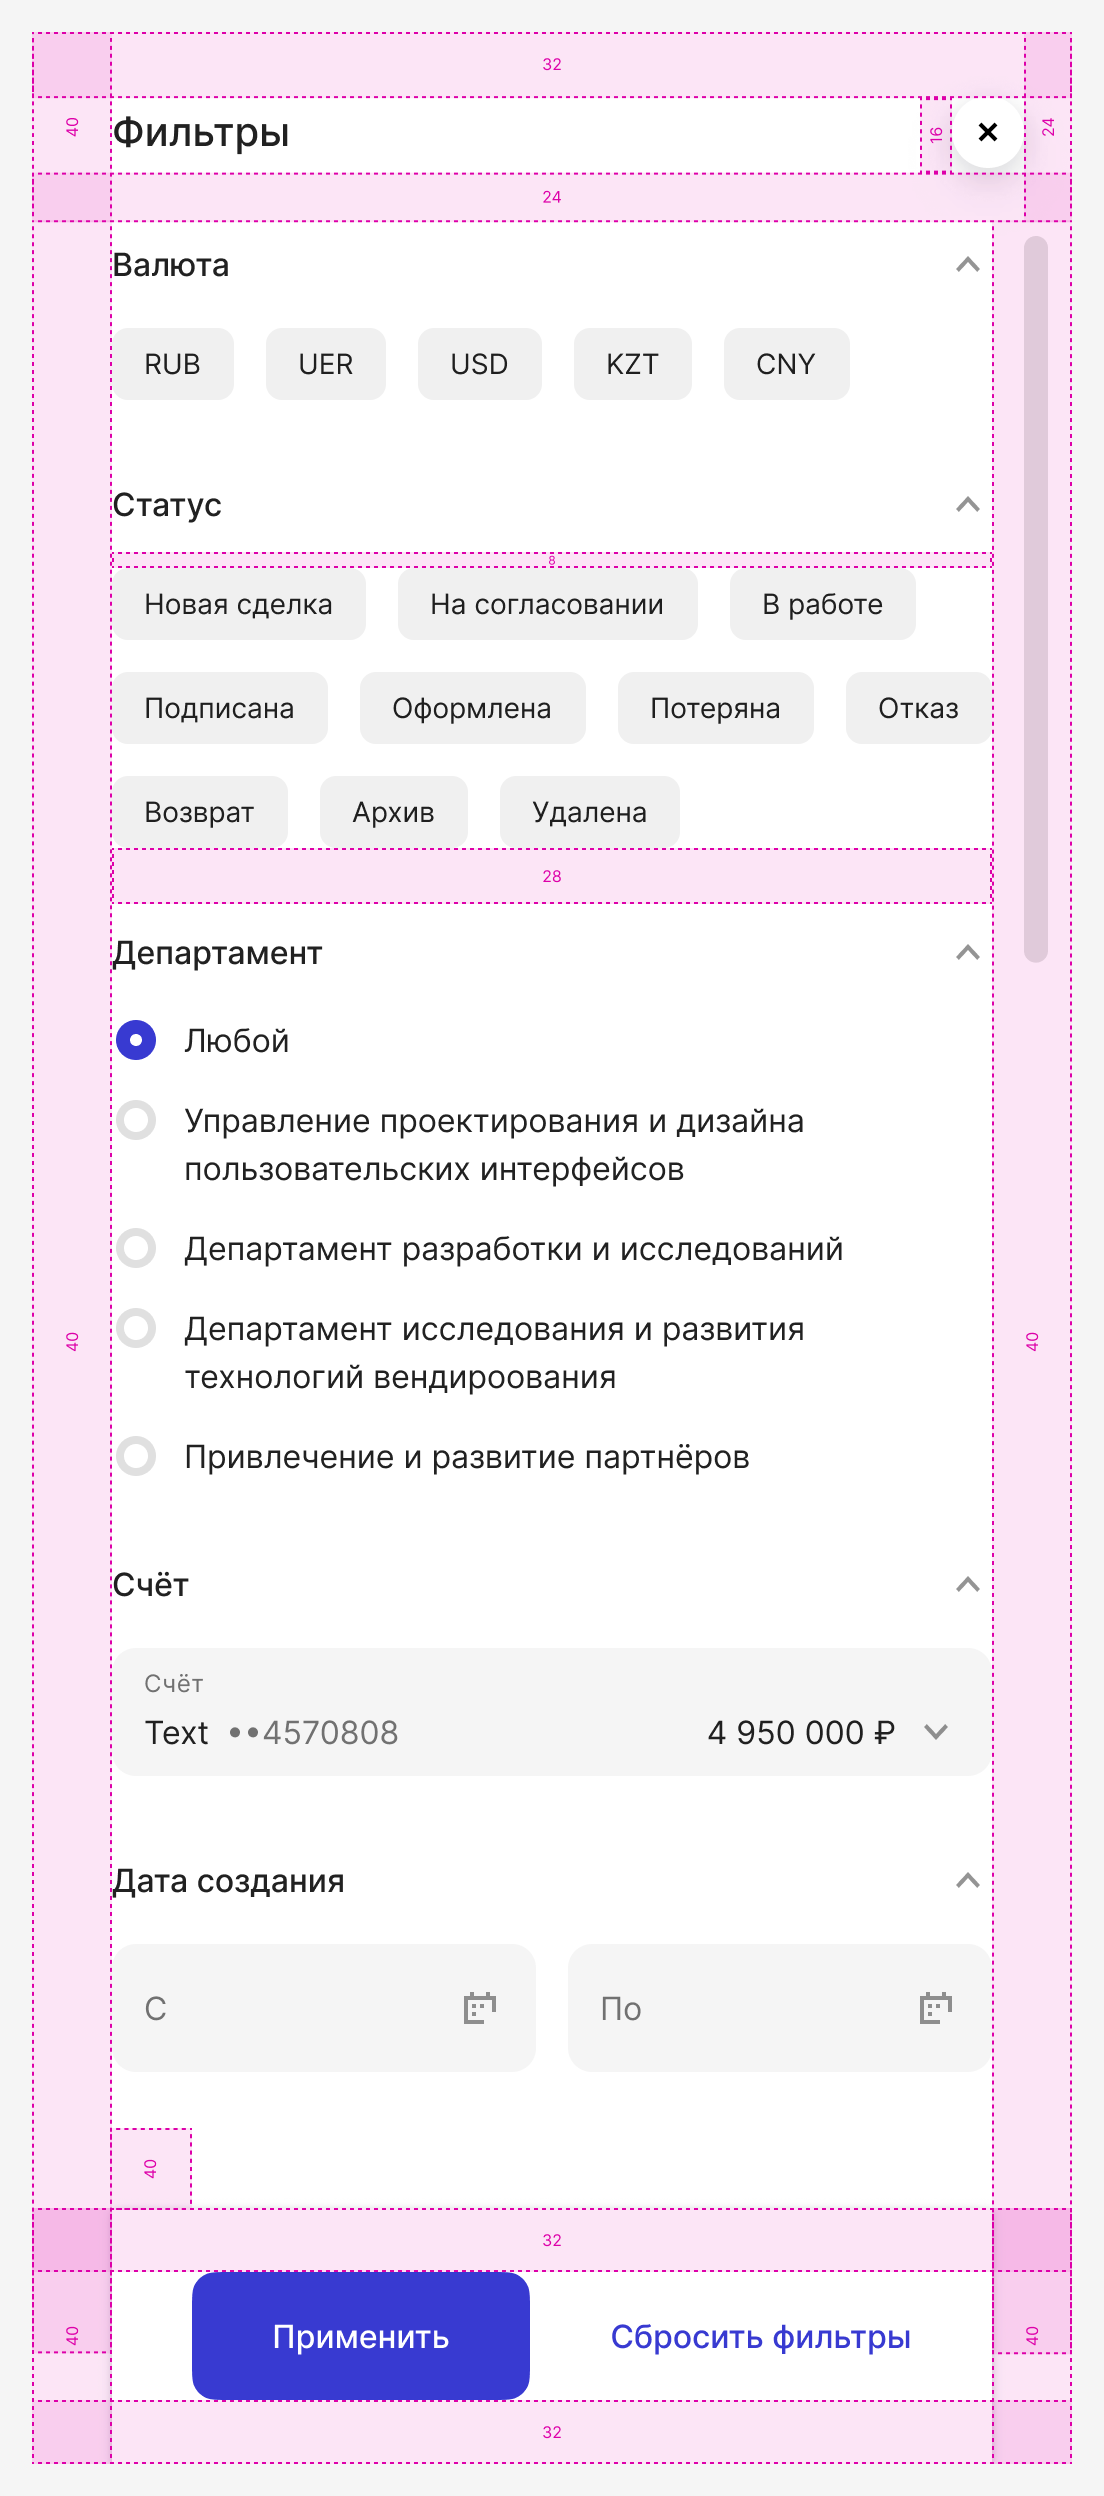 32
40
Фильтры
16
24
24
Валюта
RUB
UER
USD
KZT
CNY
Статус
8
Новая сделка
На согласовании
В работе
Подписана
Оформлена
Потеряна
Отказ
Возврат
Архив
Удалена
28
Департамент
Любой
Управление проектирования и дизайна
пользовательских интерфейсов
Департамент разработки и исследований
40
40
Департамент исследования и развития
технологий вендироования
Привлечение и развитие партнёров
Счёт
Счёт
Text ••4570808
4 950 000 ₽
Дата создания
С
По
40
32
40
Применить
Сбросить фильтры
40
32